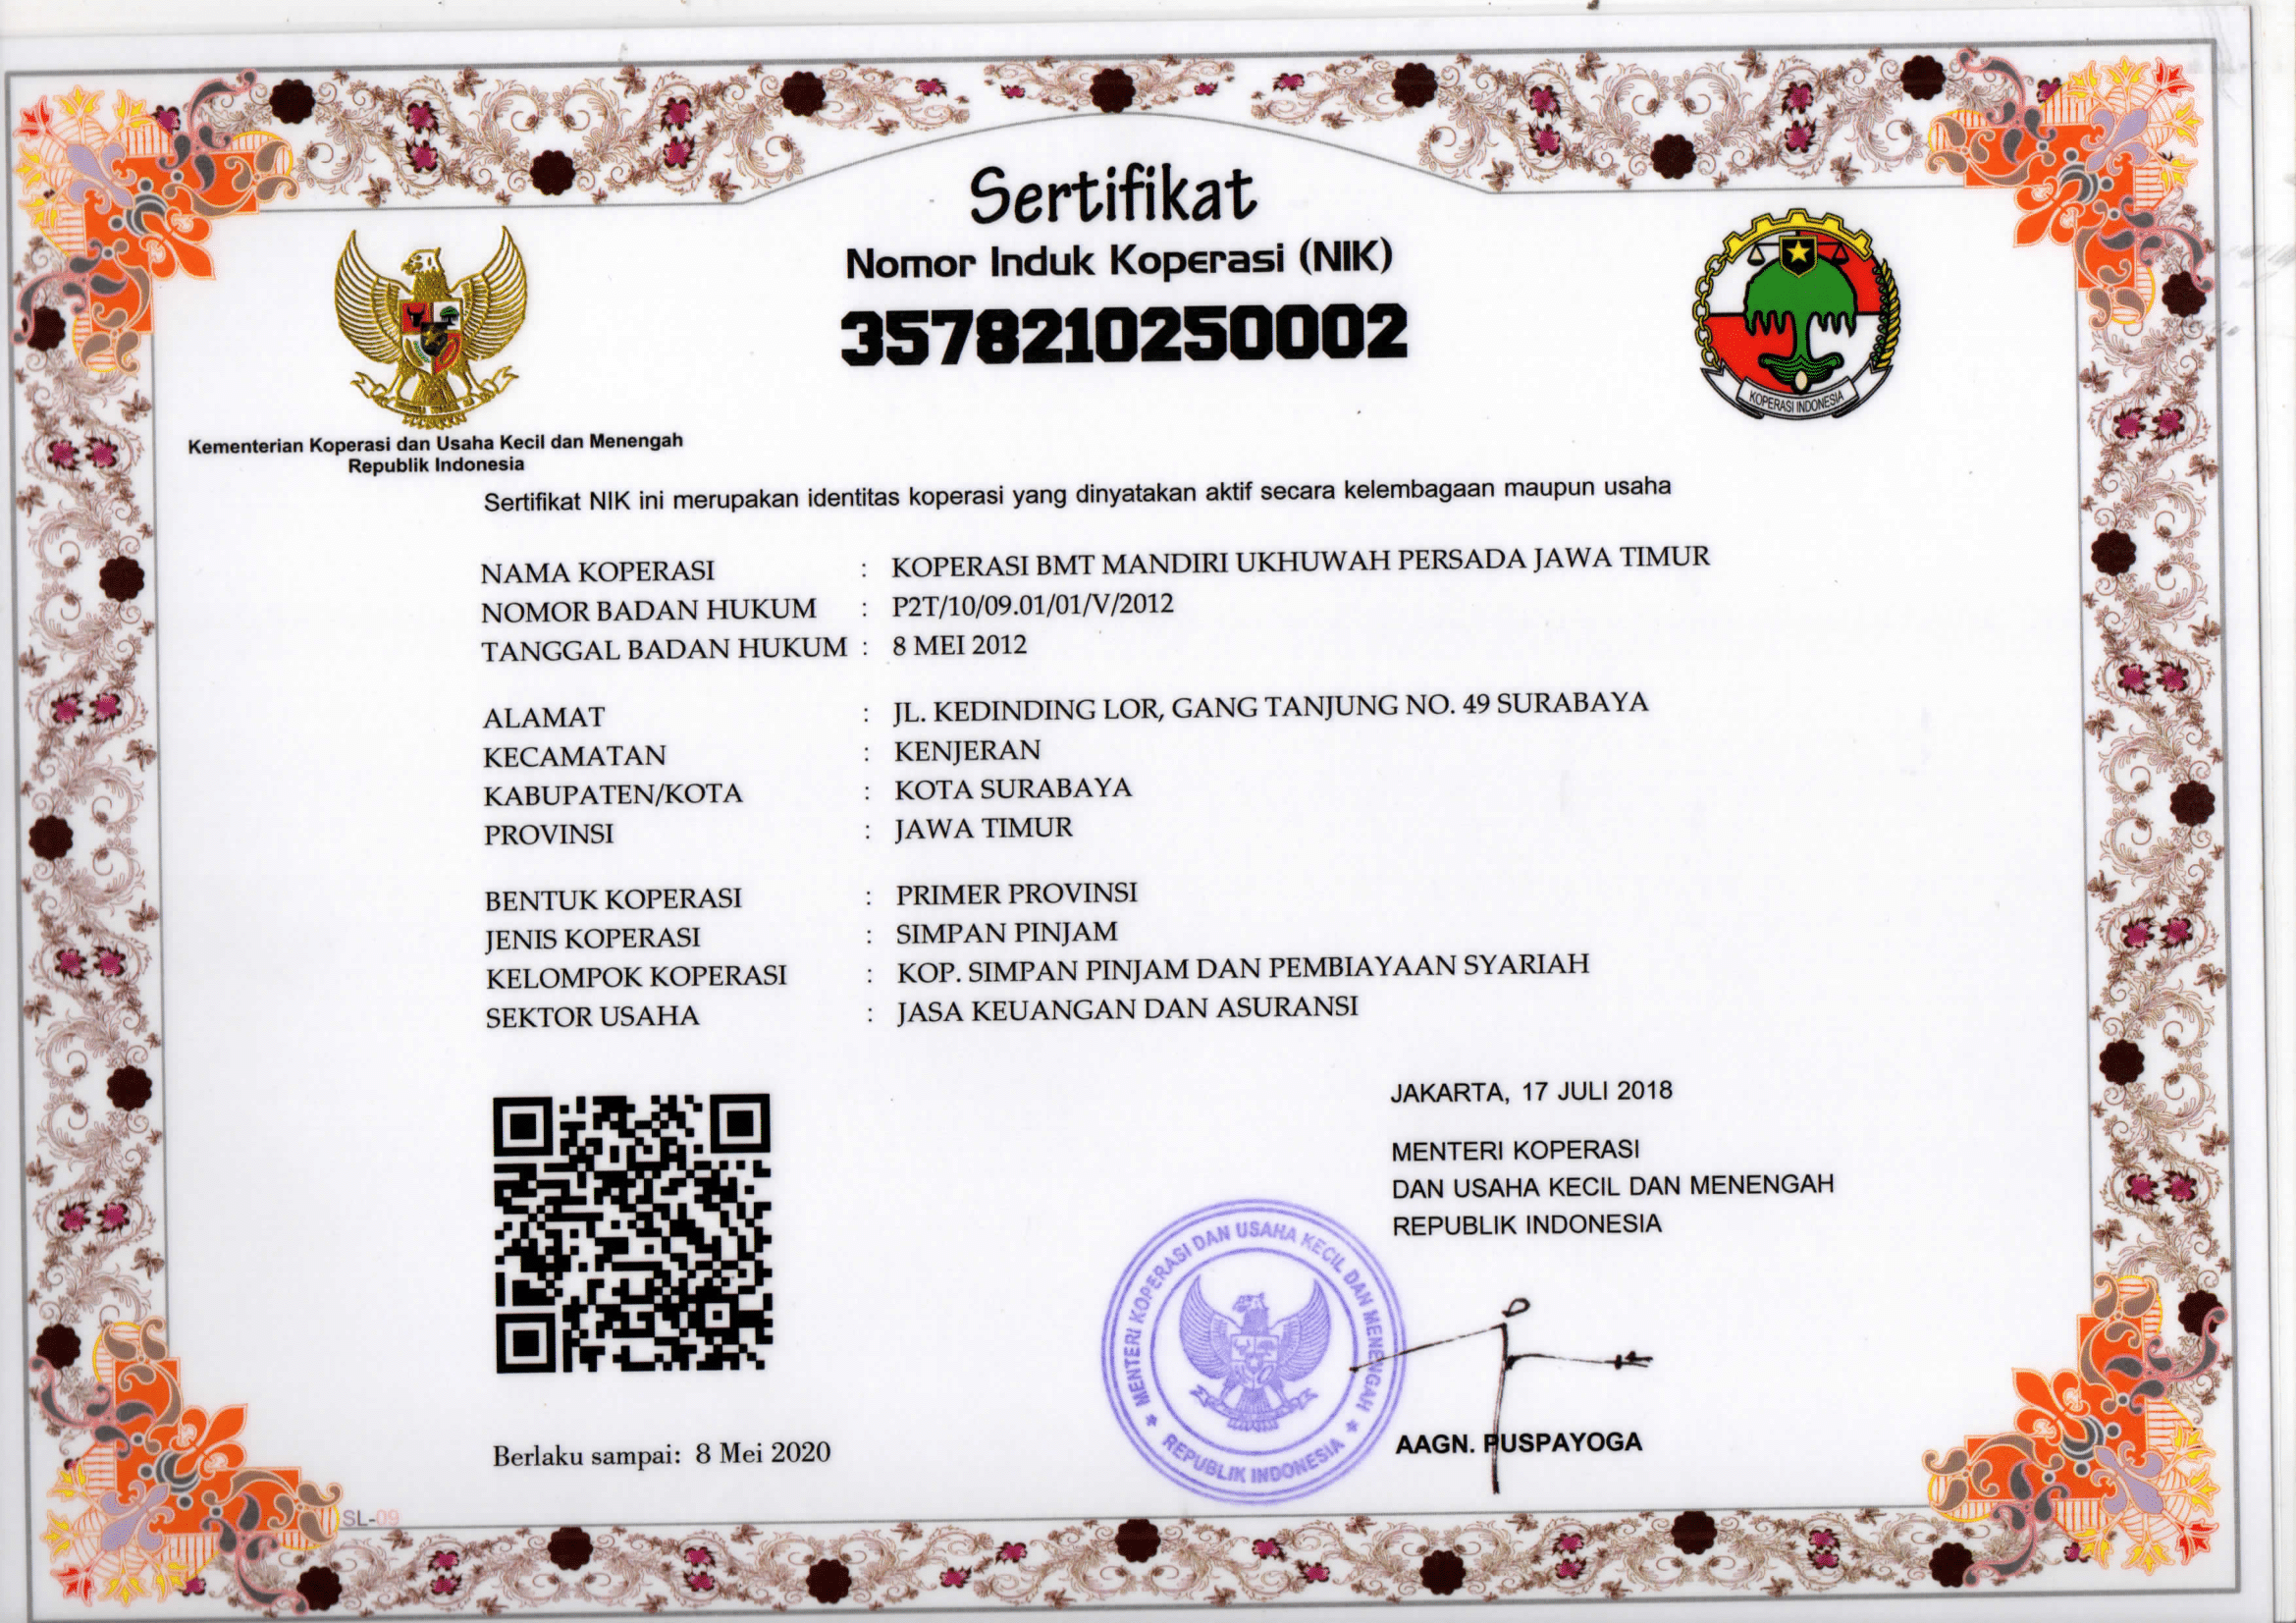 Sertifikat
Nomor Induk Koperasi (NIK)
3578210250002
KOPERASI INDONESIA
Kementerian Koperasi dan Usaha Kecil dan Menengah
Republik Indonesia
Sertifikat NIK ini merupakan identitas koperasi yang dinyatakan aktif secara kelembagaan maupun usaha
NAMA KOPERASI : KOPERASI BMT MANDIRI UKHUWAH PERSADA JAWA TIMUR
NOMOR BADAN HUKUM : P2T/10/09.01/01/V/2012
TANGGAL BADAN HUKUM : 8 MEI 2012
ALAMAT : JL. KEDINDING LOR, GANG TANJUNG NO. 49 SURABAYA
KECAMATAN : KENJERAN
KABUPATEN/KOTA : KOTA SURABAYA
PROVINSI : JAWA TIMUR
BENTUK KOPERASI : PRIMER PROVINSI
JENIS KOPERASI : SIMPAN PINJAM
KELOMPOK KOPERASI : KOP. SIMPAN PINJAM DAN PEMBIAYAAN SYARIAH
SEKTOR USAHA : JASA KEUANGAN DAN ASURANSI
JAKARTA, 17 JULI 2018
MENTERI KOPERASI
DAN USAHA KECIL DAN MENENGAH
REPUBLIK INDONESIA
MENTERI KOPERASI DAN USAHA KECIL DAN MENENGAH
REPUBLIK INDONESIA
AAGN. PUSPAYOGA
Berlaku sampai: 8 Mei 2020
SL-09